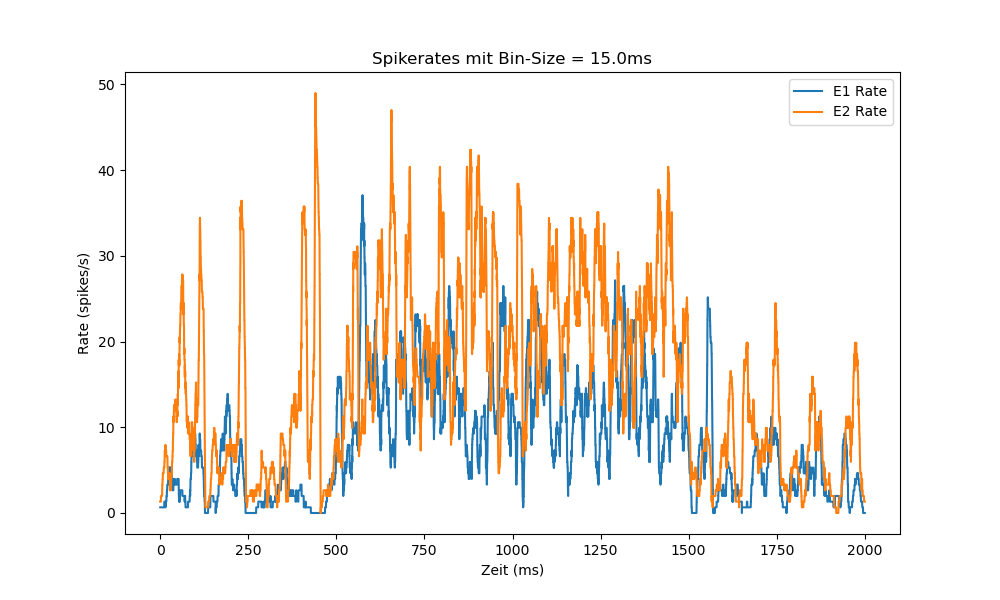 Spikerates mit Bin-Size = 15.0ms
E1 Rate
E2 Rate
50
40
30
20
10
0
Rate (spikes/s)
0 250 500 750 1000 1250 1500 1750 2000
Zeit (ms)